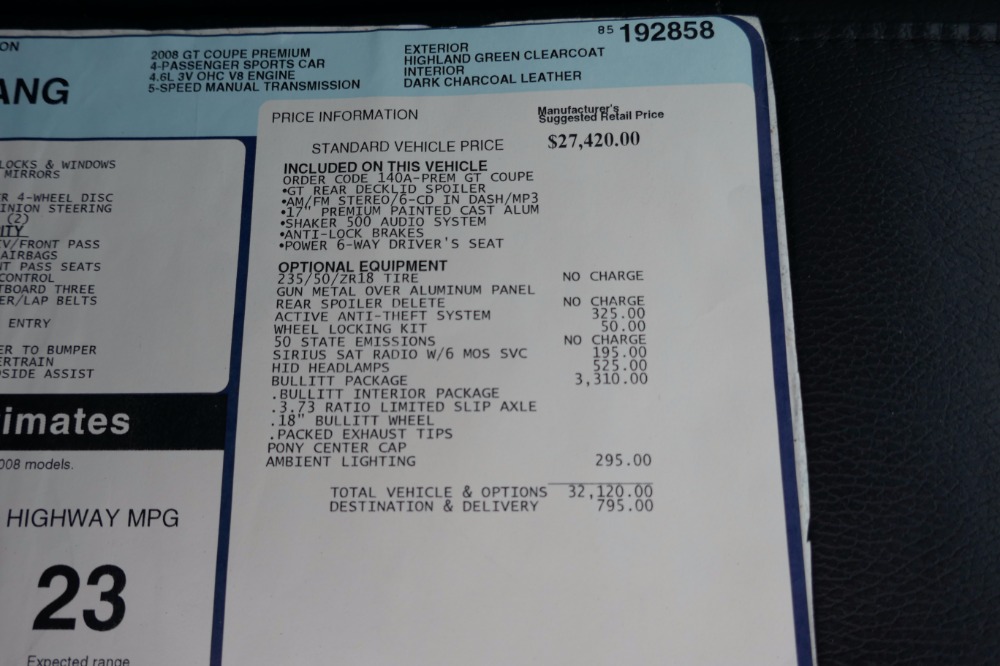 ON
ANG
2008 GT COUPE PREMIUM
4-PASSENGER SPORTS CAR
4.6L 3V OHC V8 ENGINE
5-SPEED MANUAL TRANSMISSION
EXTERIOR
HIGHLAND GREEN CLEARCOAT
INTERIOR
DARK CHARCOAL LEATHER
85 192858
LOCKS & WINDOWS
MIRRORS
R 4-WHEEL DISC
INION STEERING
(2)
ITY
EV/FRONT PASS
AIRBAGS
NT PASS SEATS
CONTROL
TBOARD THREE
ER/LAP BELTS
ENTRY
ER TO BUMPER
ERTRAIN
SIDE ASSIST
imates
008 models.
HIGHWAY MPG
23
Expected range
PRICE INFORMATION
Manufacturer's
Suggested Retail Price
STANDARD VEHICLE PRICE $27,420.00
INCLUDED ON THIS VEHICLE
ORDER CODE 140A-PREM GT COUPE
•GT REAR DECKLID SPOILER
•AM/FM STEREO/6-CD IN DASH/MP3
•17" PREMIUM PAINTED CAST ALUM
•SHAKER 500 AUDIO SYSTEM
•ANTI-LOCK BRAKES
•POWER 6-WAY DRIVER'S SEAT
OPTIONAL EQUIPMENT
235/50/ZR18 TIRE NO CHARGE
GUN METAL OVER ALUMINUM PANEL
REAR SPOILER DELETE NO CHARGE
ACTIVE ANTI-THEFT SYSTEM 325.00
WHEEL LOCKING KIT 50.00
50 STATE EMISSIONS NO CHARGE
SIRIUS SAT RADIO W/6 MOS SVC 195.00
HID HEADLAMPS 525.00
BULLITT PACKAGE 3,310.00
.BULLITT INTERIOR PACKAGE
.3.73 RATIO LIMITED SLIP AXLE
.18" BULLITT WHEEL
.PACKED EXHAUST TIPS
PONY CENTER CAP
AMBIENT LIGHTING 295.00
TOTAL VEHICLE & OPTIONS 32,120.00
DESTINATION & DELIVERY 795.00